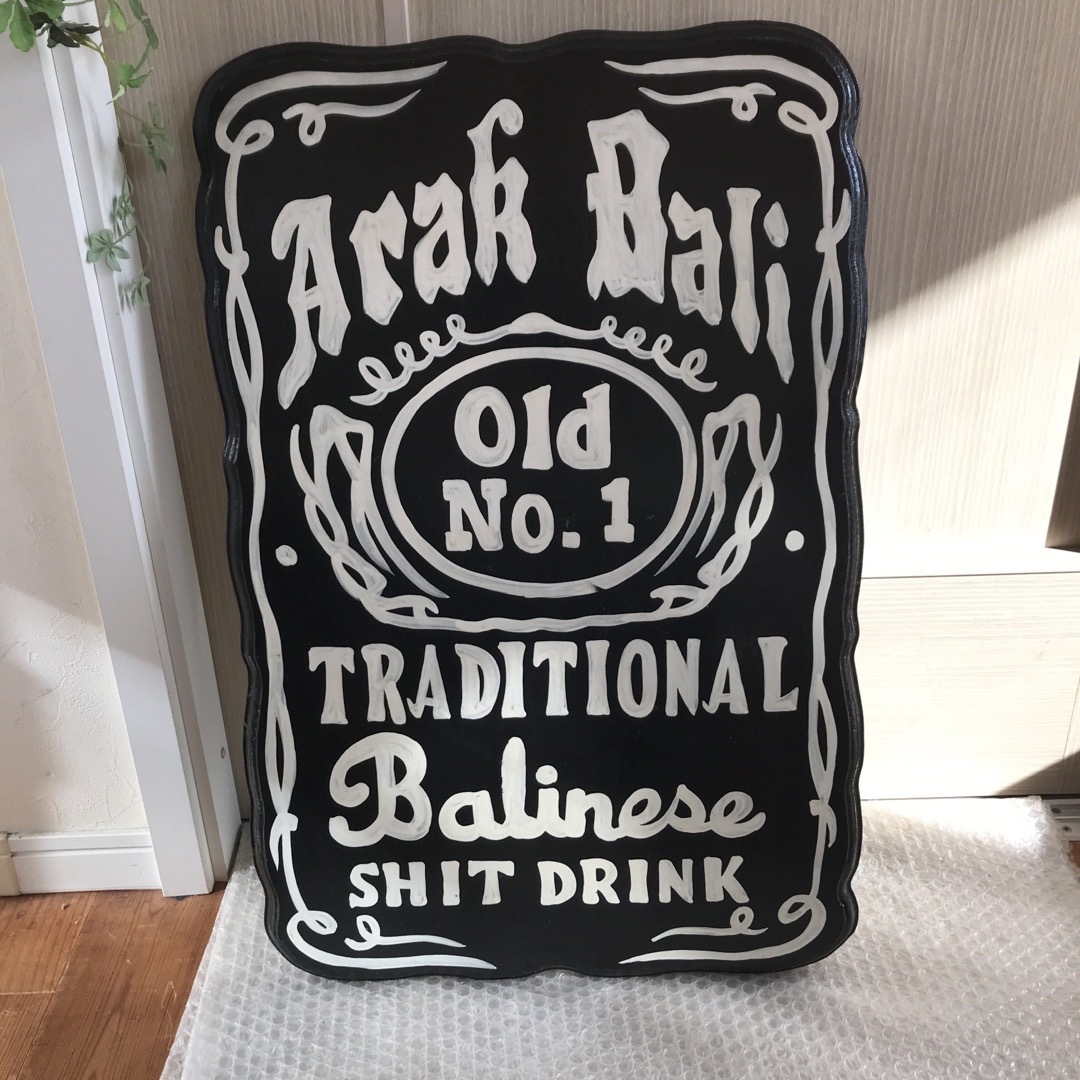 Arak Bali
Old
No. 1
TRADITIONAL
Balinese
SHIT DRINK